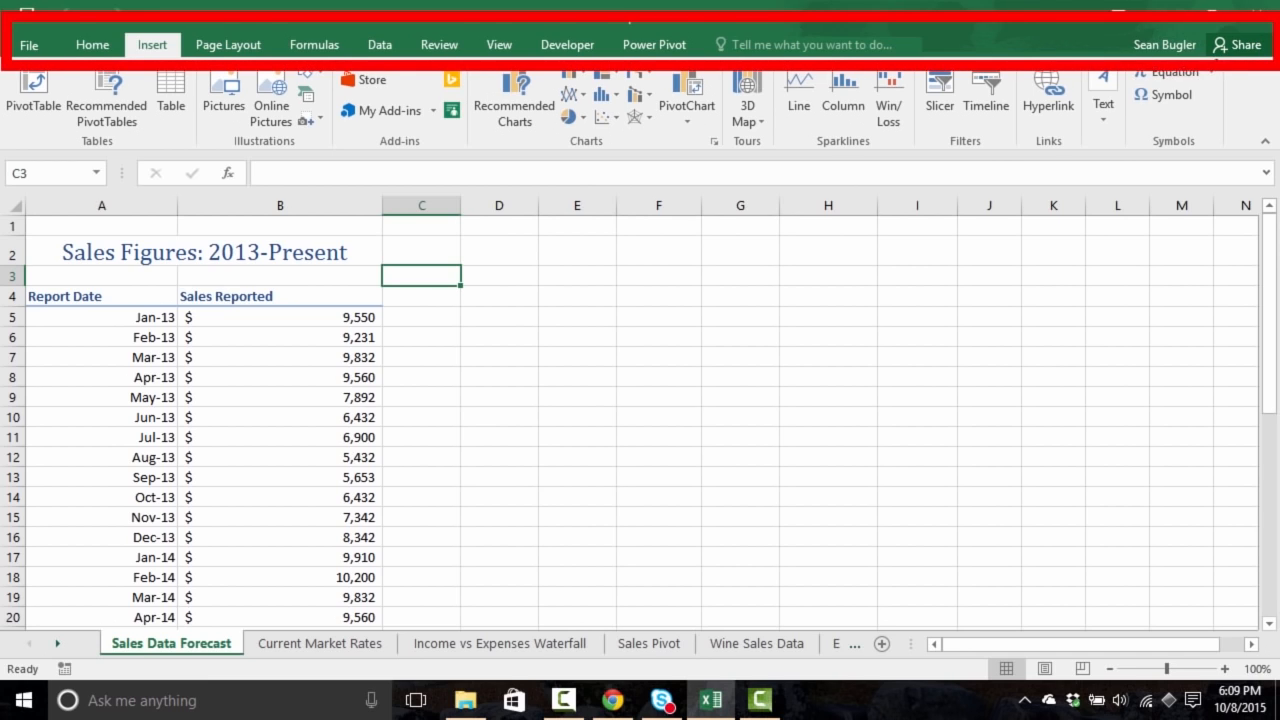 File Home Insert Page Layout Formulas Data Review View Developer Power Pivot Tell me what you want to do... Sean Bugler Share
Store
Equation
PivotTable Recommended PivotTables Table Pictures Online Pictures My Add-ins Recommended Charts PivotChart 3D Map Line Column Win/Loss Slicer Timeline Hyperlink Text Ω Symbol
Tables Illustrations Add-ins Charts Tours Sparklines Filters Links Symbols
C3 fx
A B C D E F G H I J K L M N
1
2 Sales Figures: 2013-Present
3
4 Report Date Sales Reported
5 Jan-13 $ 9,550
6 Feb-13 $ 9,231
7 Mar-13 $ 9,832
8 Apr-13 $ 9,560
9 May-13 $ 7,892
10 Jun-13 $ 6,432
11 Jul-13 $ 6,900
12 Aug-13 $ 5,432
13 Sep-13 $ 5,653
14 Oct-13 $ 6,432
15 Nov-13 $ 7,342
16 Dec-13 $ 8,342
17 Jan-14 $ 9,910
18 Feb-14 $ 10,200
19 Mar-14 $ 9,832
20 Apr-14 $ 9,560
Sales Data Forecast Current Market Rates Income vs Expenses Waterfall Sales Pivot Wine Sales Data E ...
Ready 100%
Ask me anything 6:09 PM
10/8/2015